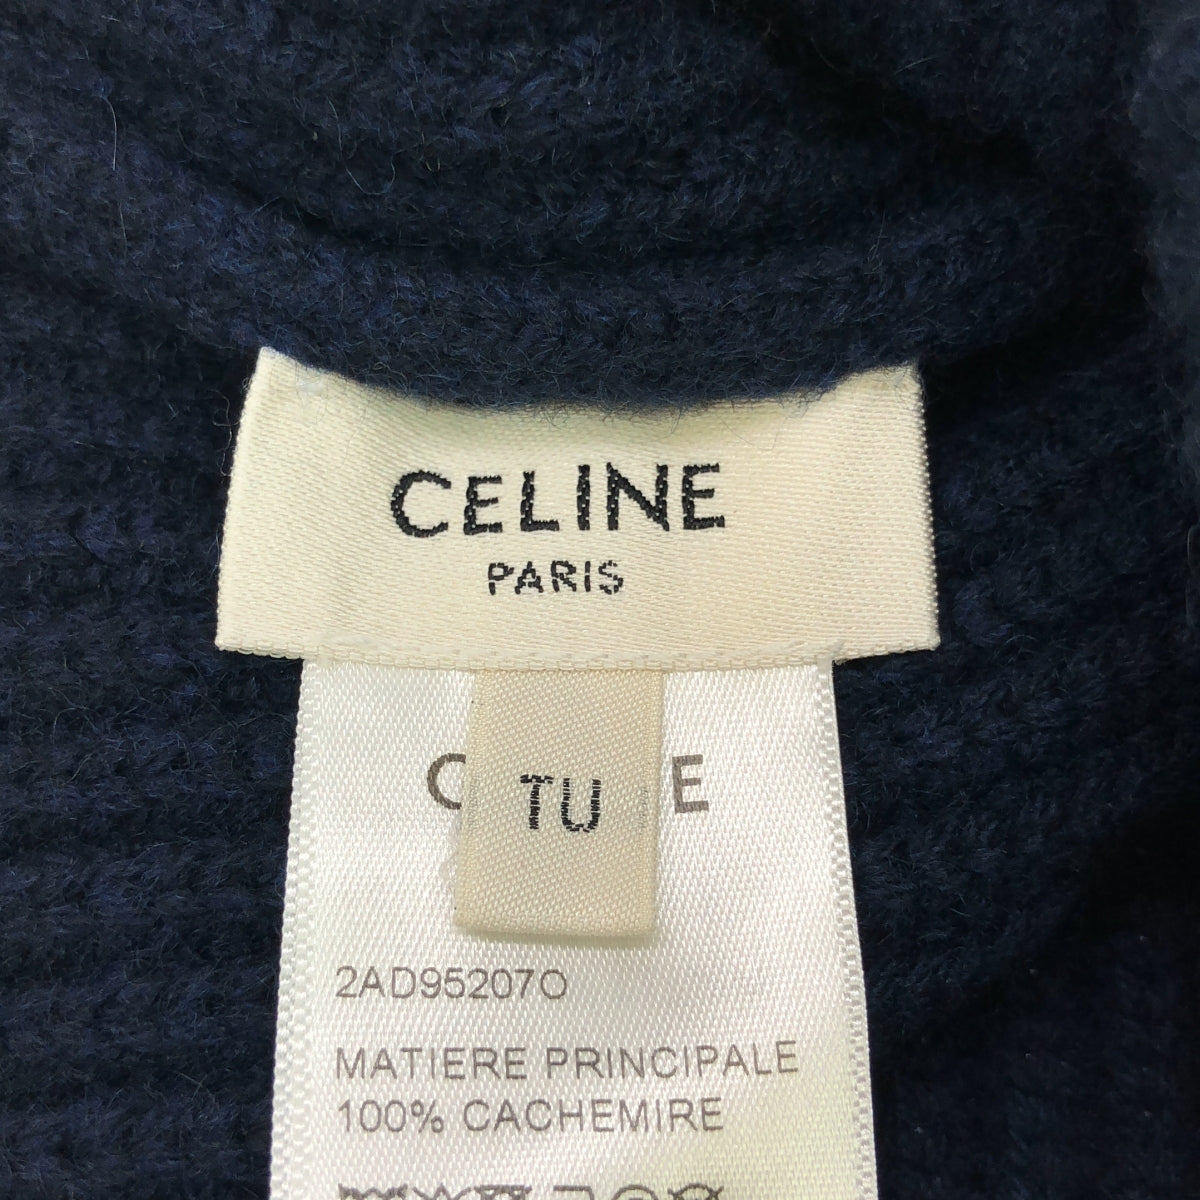 CELINE
PARIS
TU
2AD95207O
MATIERE PRINCIPALE
100% CACHEMIRE